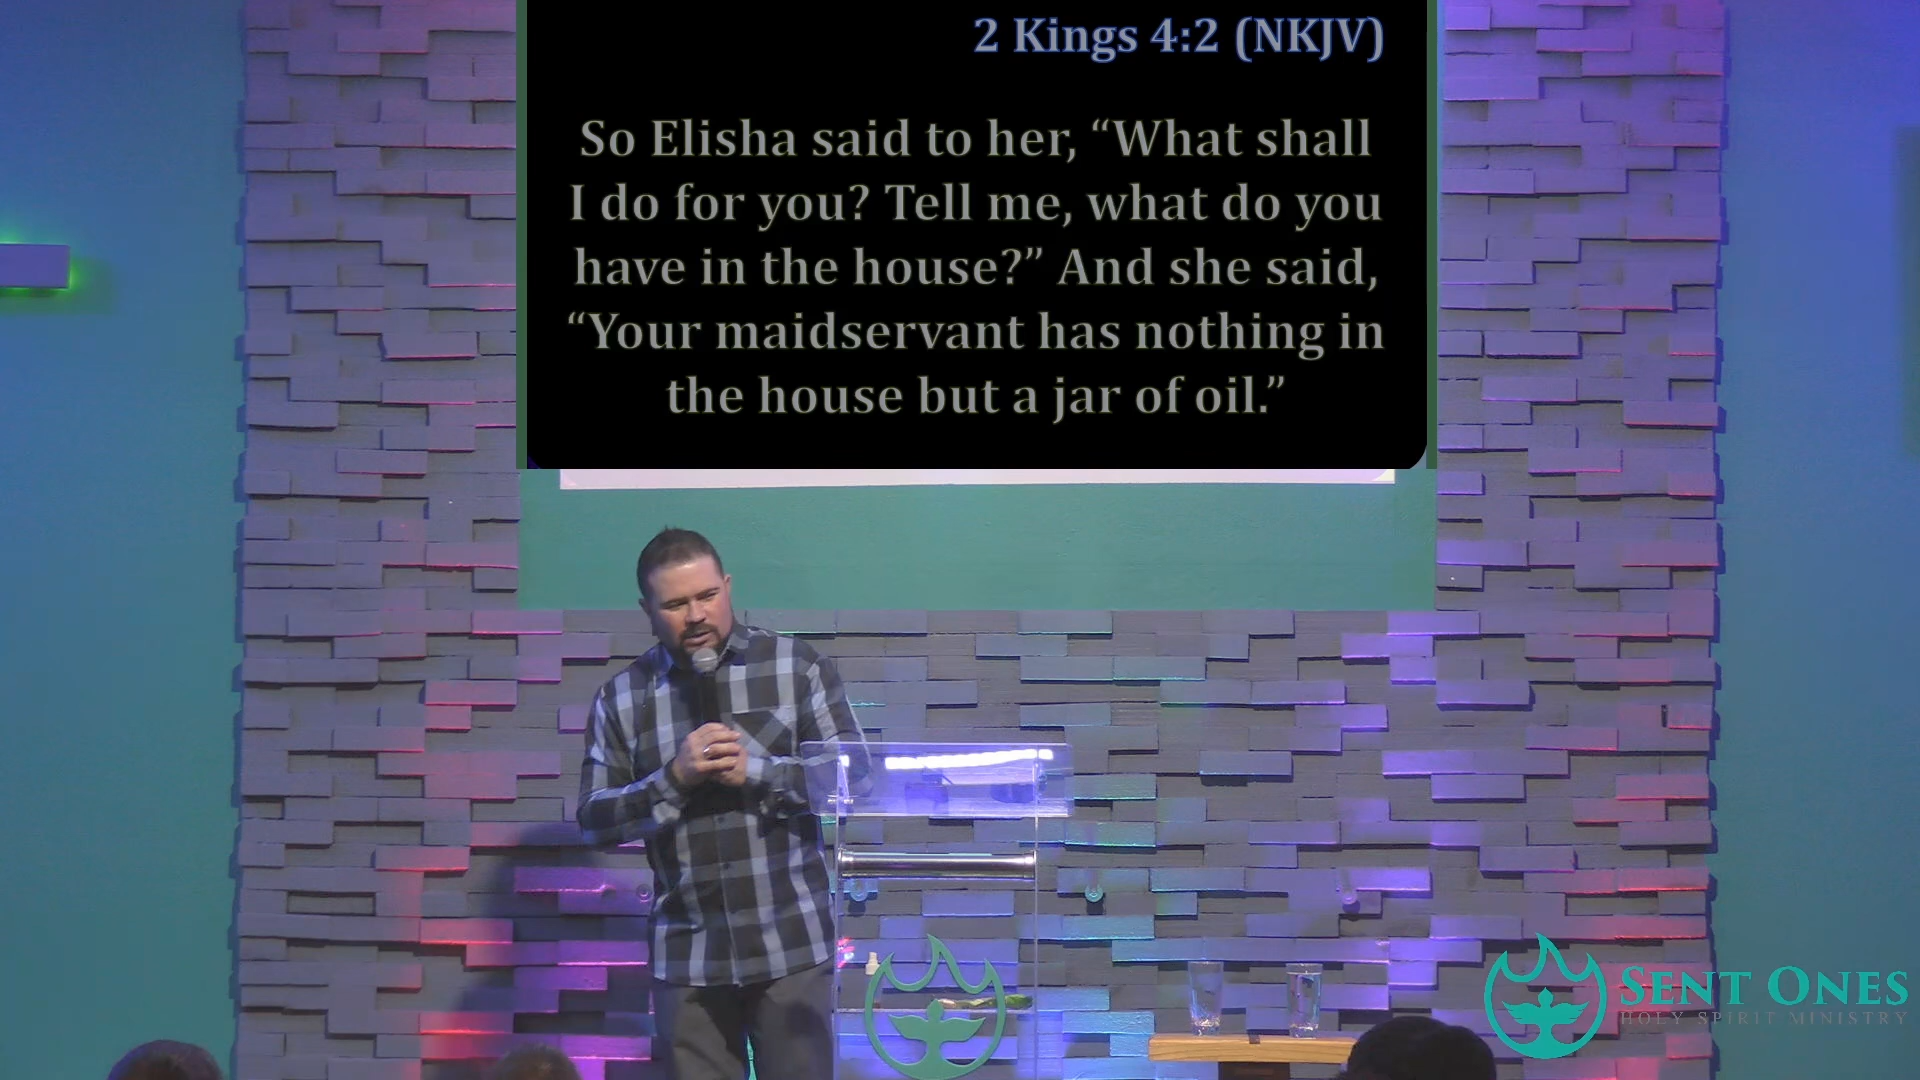 2 Kings 4:2 (NKJV)
So Elisha said to her, “What shall
I do for you? Tell me, what do you
have in the house?” And she said,
“Your maidservant has nothing in
the house but a jar of oil.”
SENT ONES
HOLY SPIRIT MINISTRY